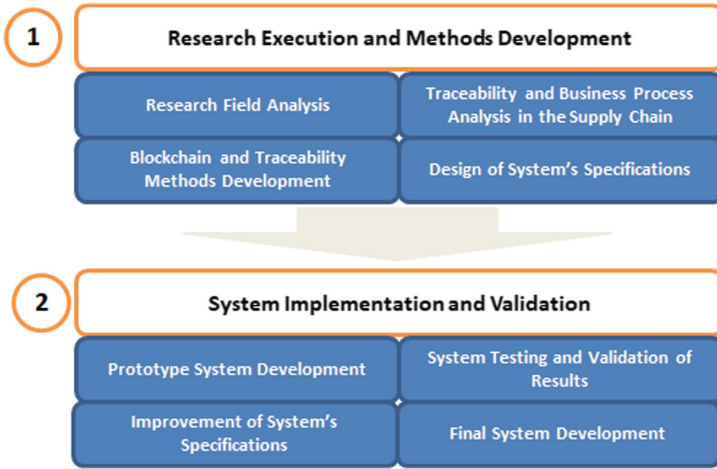 1
Research Execution and Methods Development
Research Field Analysis
Traceability and Business Process
Analysis in the Supply Chain
Blockchain and Traceability
Methods Development
Design of System's Specifications
2
System Implementation and Validation
Prototype System Development
System Testing and Validation of
Results
Improvement of System's
Specifications
Final System Development